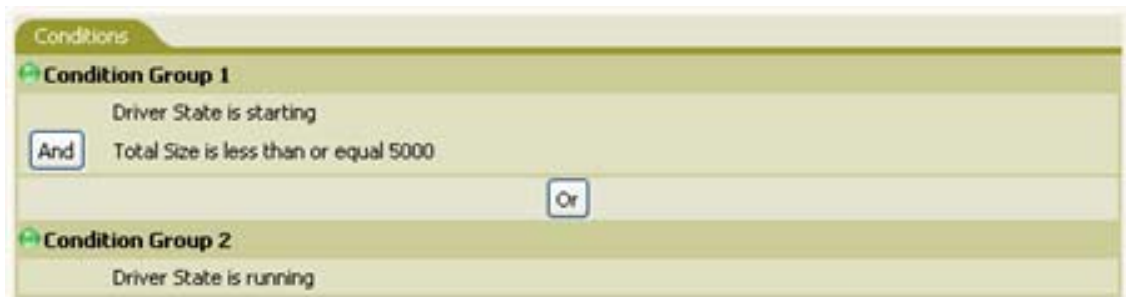 Conditions
Condition Group 1
Driver State is starting
And Total Size is less than or equal 5000
Or
Condition Group 2
Driver State is running